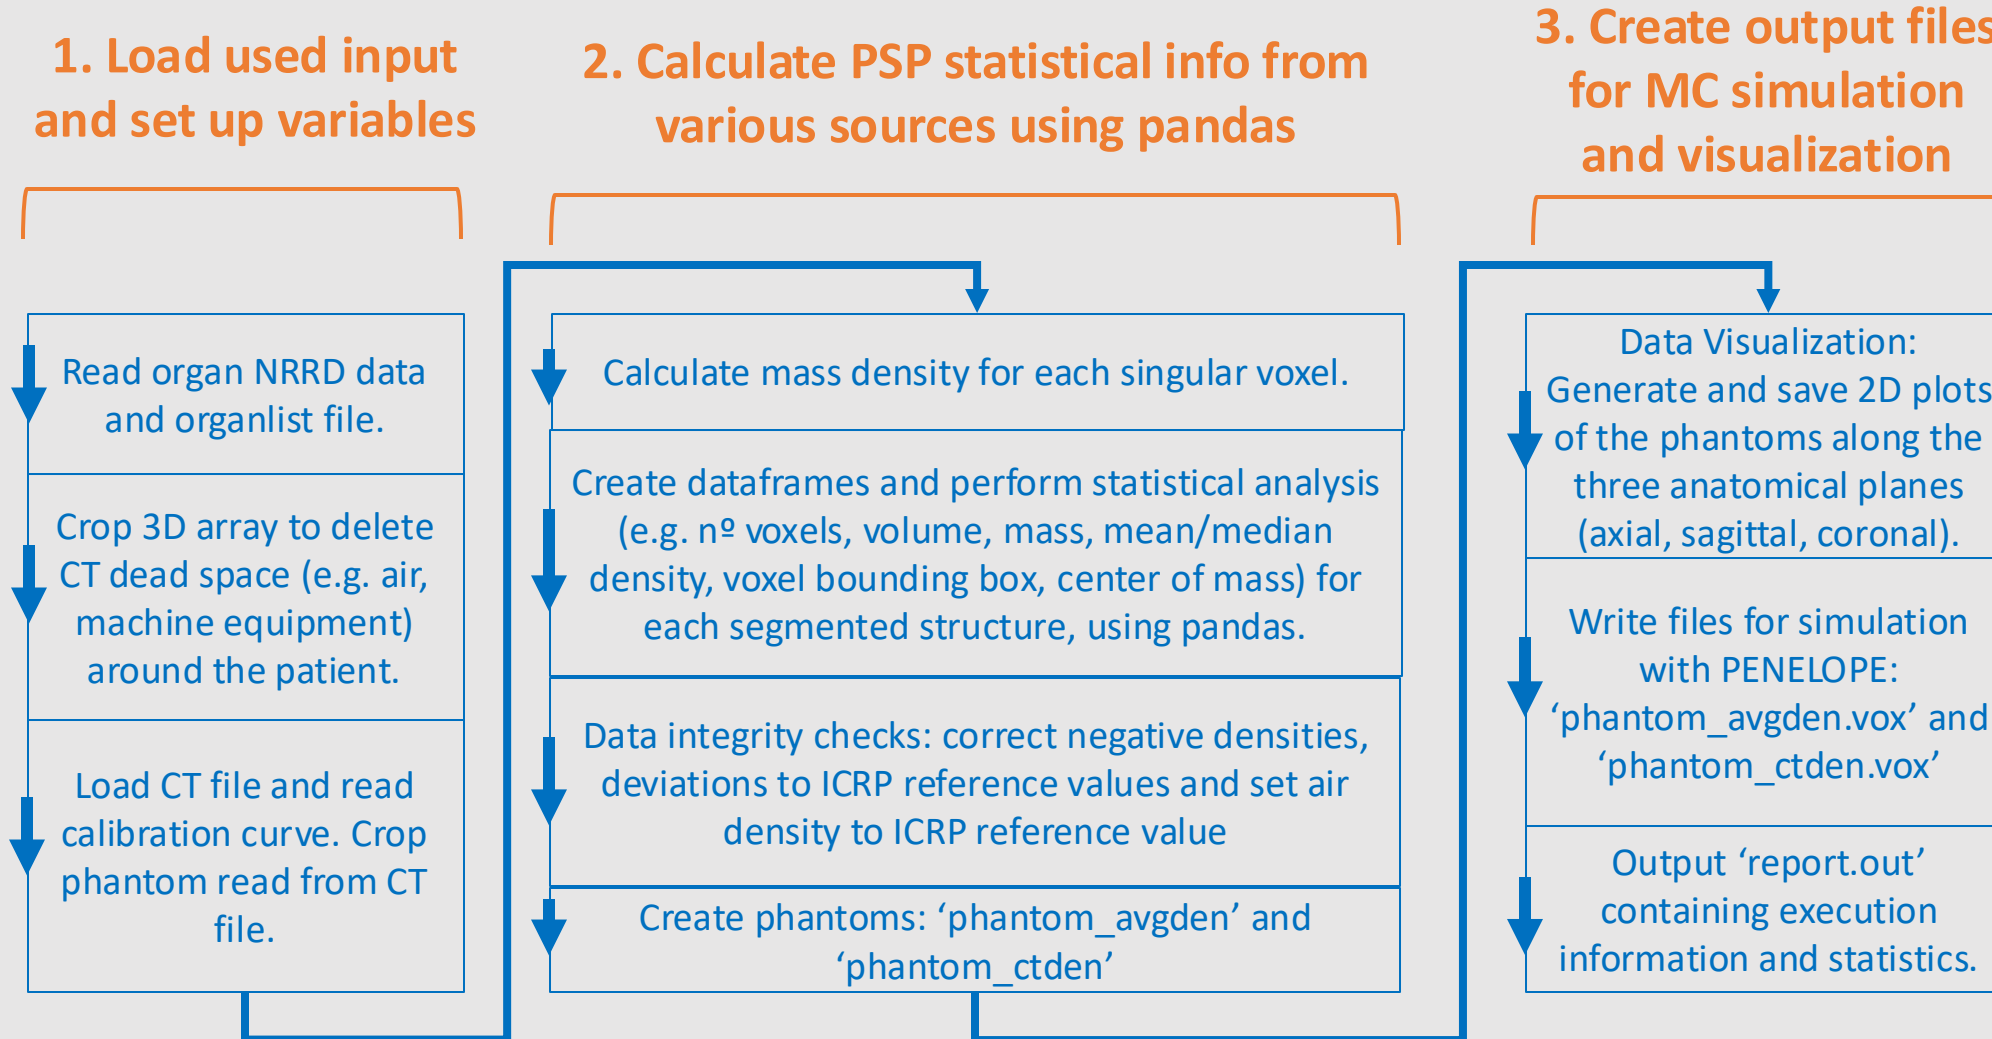 1. Load used input
and set up variables
Read organ NRRD data
and organlist file.
Crop 3D array to delete
CT dead space (e.g. air,
machine equipment)
around the patient.
Load CT file and read
calibration curve. Crop
phantom read from CT
file.
2. Calculate PSP statistical info from
various sources using pandas
Calculate mass density for each singular voxel.
Create dataframes and perform statistical analysis
(e.g. nº voxels, volume, mass, mean/median
density, voxel bounding box, center of mass) for
each segmented structure, using pandas.
Data integrity checks: correct negative densities,
deviations to ICRP reference values and set air
density to ICRP reference value
Create phantoms: ‘phantom_avgden’ and
‘phantom_ctden’
3. Create output files
for MC simulation
and visualization
Data Visualization:
Generate and save 2D plots
of the phantoms along the
three anatomical planes
(axial, sagittal, coronal).
Write files for simulation
with PENELOPE:
‘phantom_avgden.vox’ and
‘phantom_ctden.vox’
Output ‘report.out’
containing execution
information and statistics.